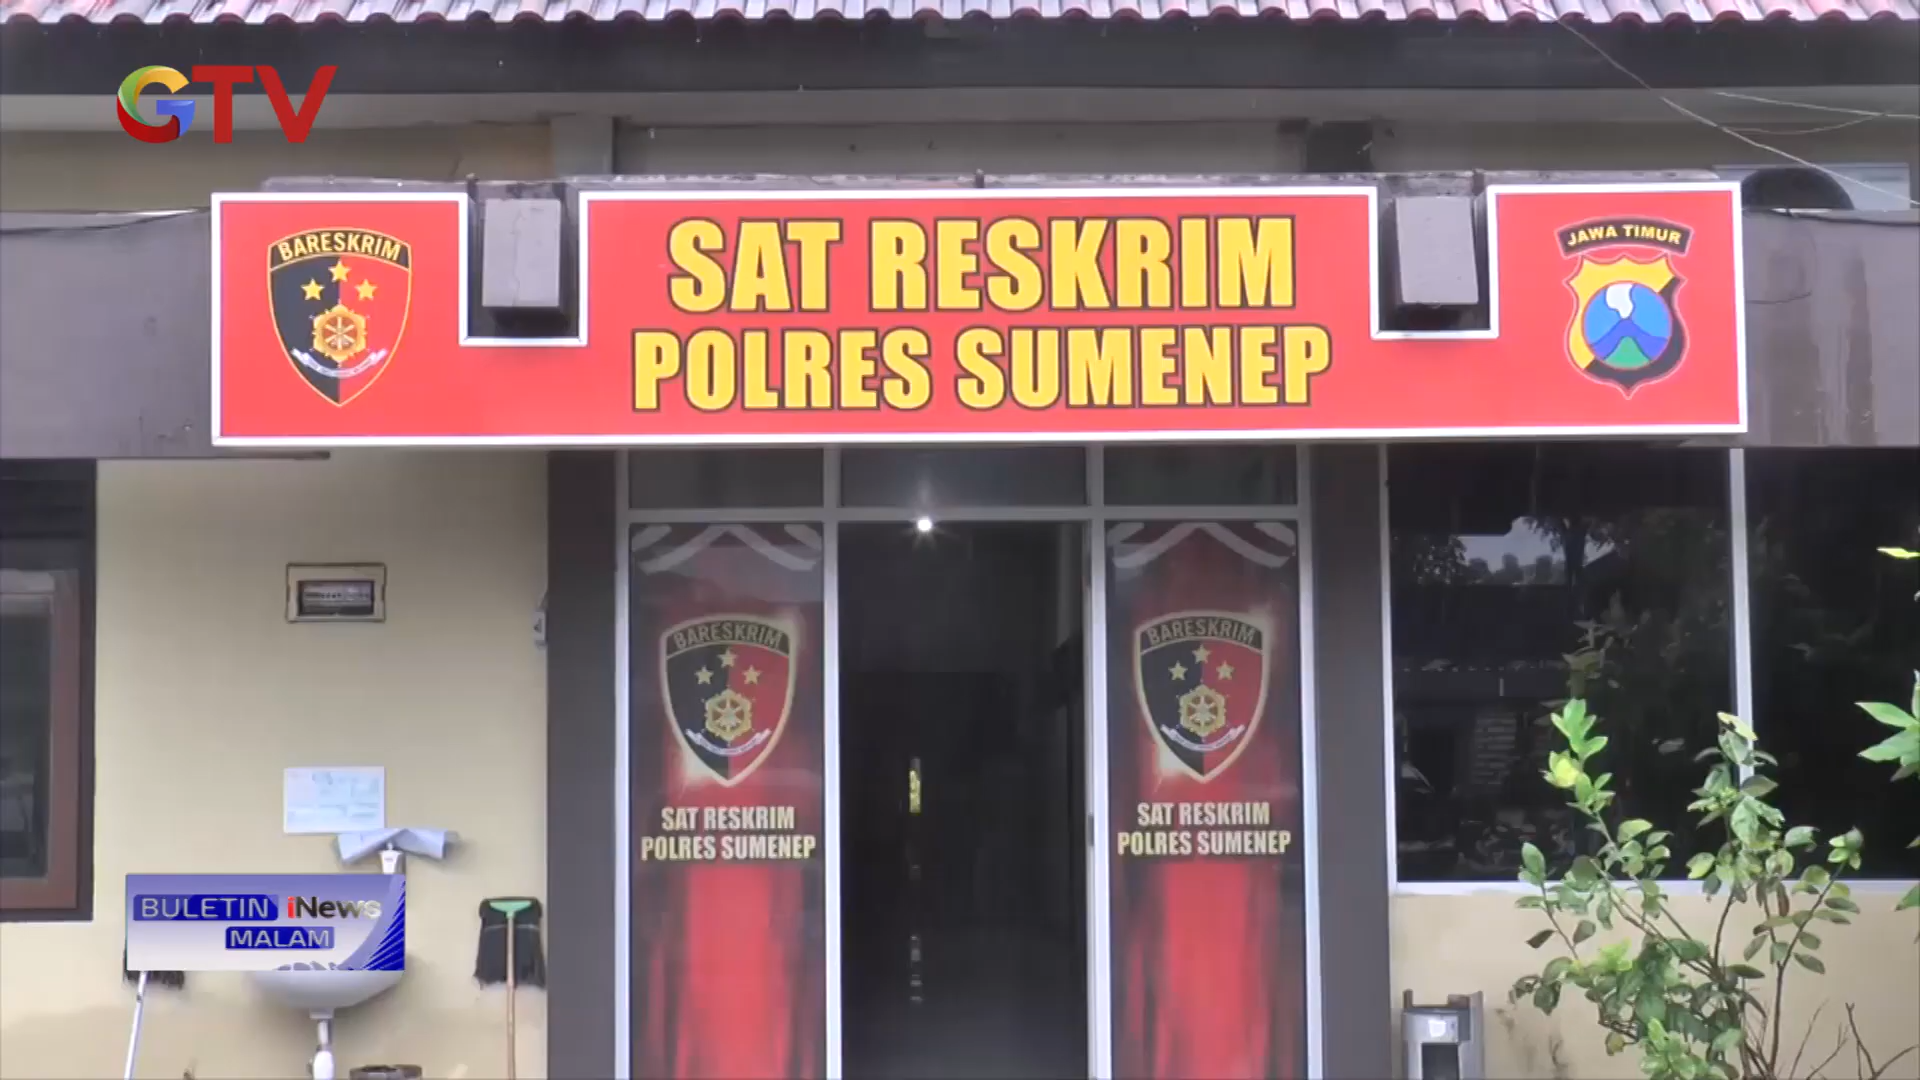 GTV
BARESKRIM
SAT RESKRIM
POLRES SUMENEP
JAWA TIMUR
BARESKRIM
SAT RESKRIM
POLRES SUMENEP
BARESKRIM
SAT RESKRIM
POLRES SUMENEP
BULETIN iNews
MALAM